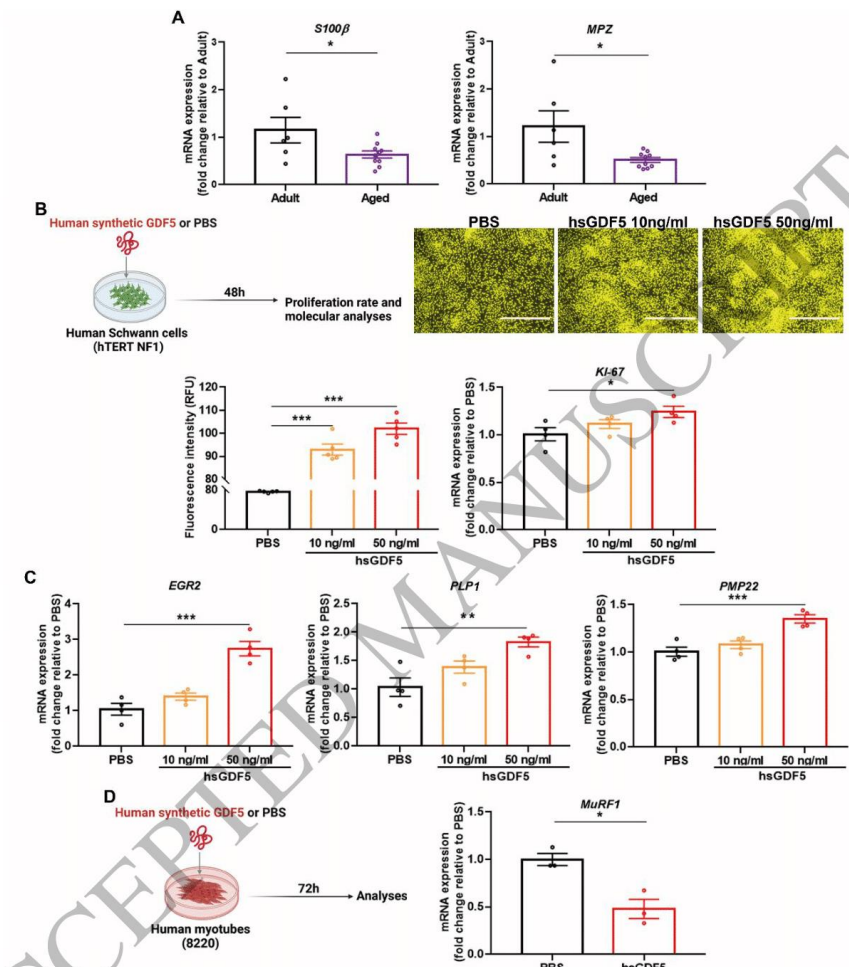 A
S100β
*
mRNA expression
(fold change relative to Adult)
3
2
1
0
Adult
Aged
MPZ
*
mRNA expression
(fold change relative to Adult)
3
2
1
0
Adult
Aged
B
Human synthetic GDF5 or PBS
48h
Proliferation rate and
molecular analyses
Human Schwann cells
(hTERT NF1)
PBS
hsGDF5 10ng/ml
hsGDF5 50ng/ml
Fluorescence intensity (RFU)
120
110
100
90
80
80
0
***
***
PBS
10 ng/ml
50 ng/ml
hsGDF5
KI-67
*
mRNA expression
(fold change relative to PBS)
1.5
1.0
0.5
0.0
PBS
10 ng/ml
50 ng/ml
hsGDF5
C
EGR2
***
mRNA expression
(fold change relative to PBS)
4
3
2
1
0
PBS
10 ng/ml
50 ng/ml
hsGDF5
PLP1
**
mRNA expression
(fold change relative to PBS)
2.5
2.0
1.5
1.0
0.5
0.0
PBS
10 ng/ml
50 ng/ml
hsGDF5
PMP22
***
mRNA expression
(fold change relative to PBS)
1.5
1.0
0.5
0.0
PBS
10 ng/ml
50 ng/ml
hsGDF5
D
Human synthetic GDF5 or PBS
72h
Analyses
Human myotubes
(8220)
MuRF1
*
mRNA expression
(fold change relative to PBS)
1.5
1.0
0.5
0.0
PBS
hsGDF5
CCEPTED MANUSCRIPT